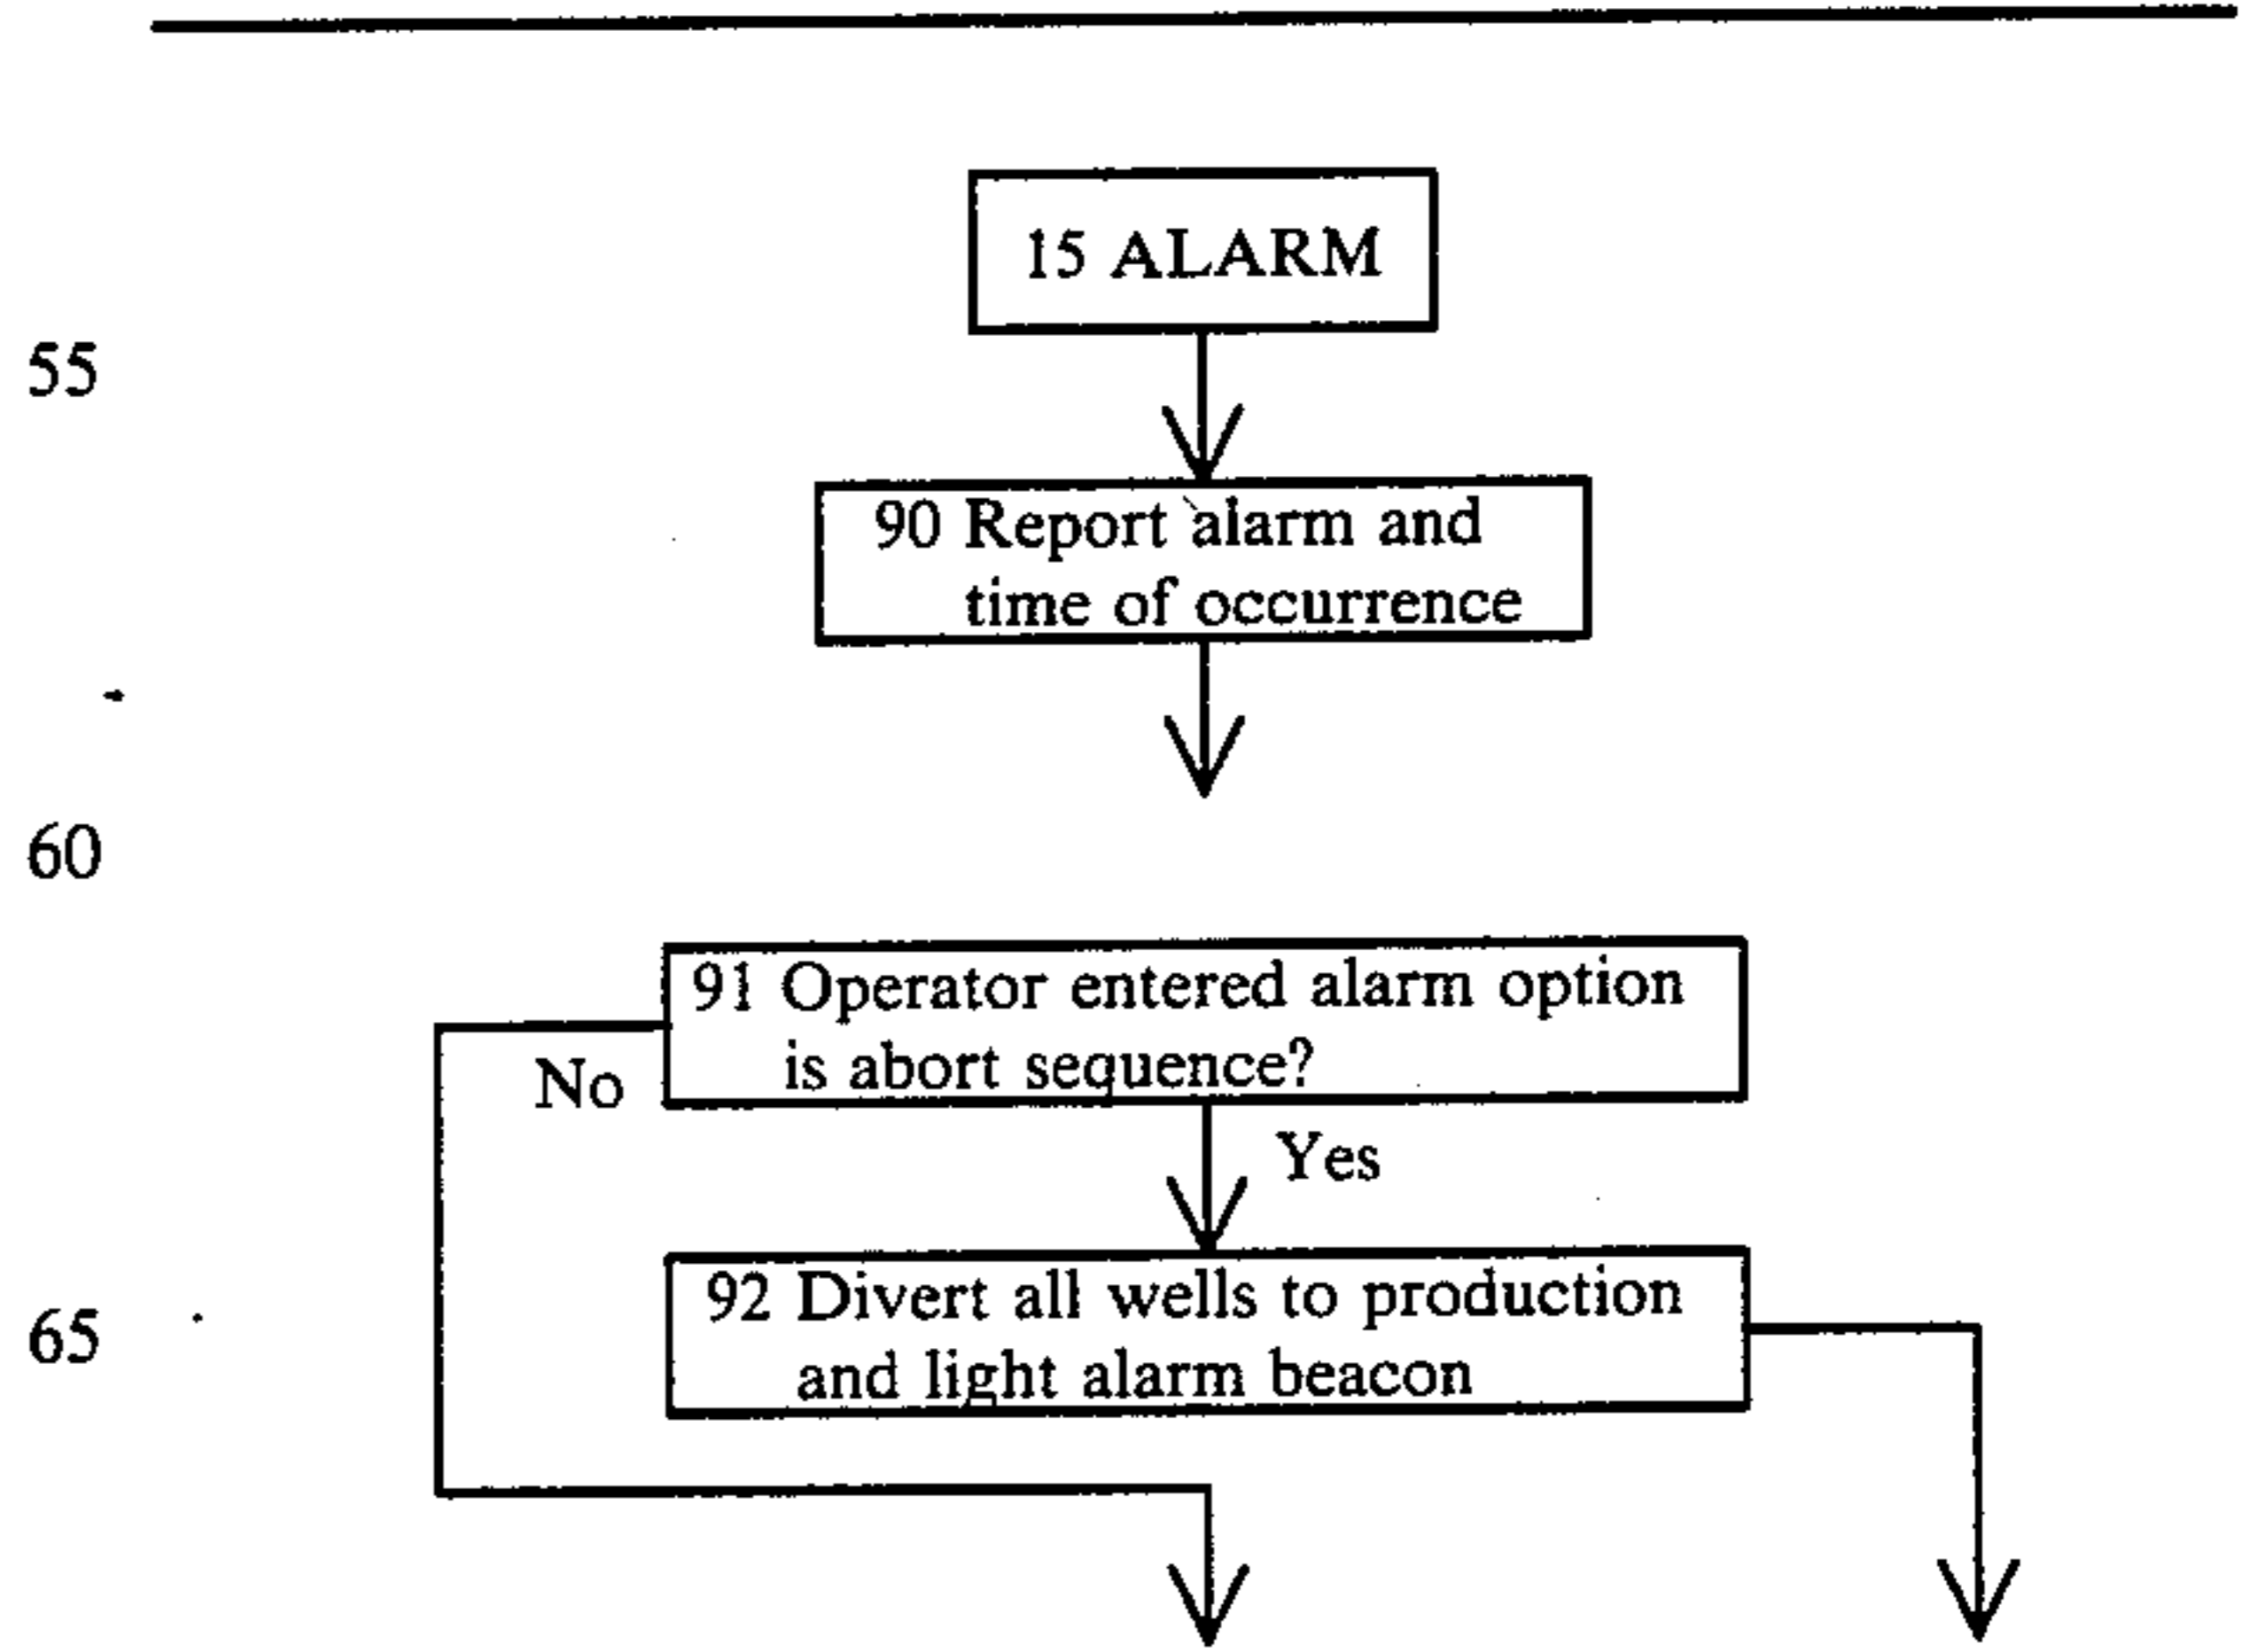 15 ALARM
55
90 Report alarm and
time of occurrence
60
91 Operator entered alarm option
is abort sequence?
No
Yes
92 Divert all wells to production
65
and light alarm beacon